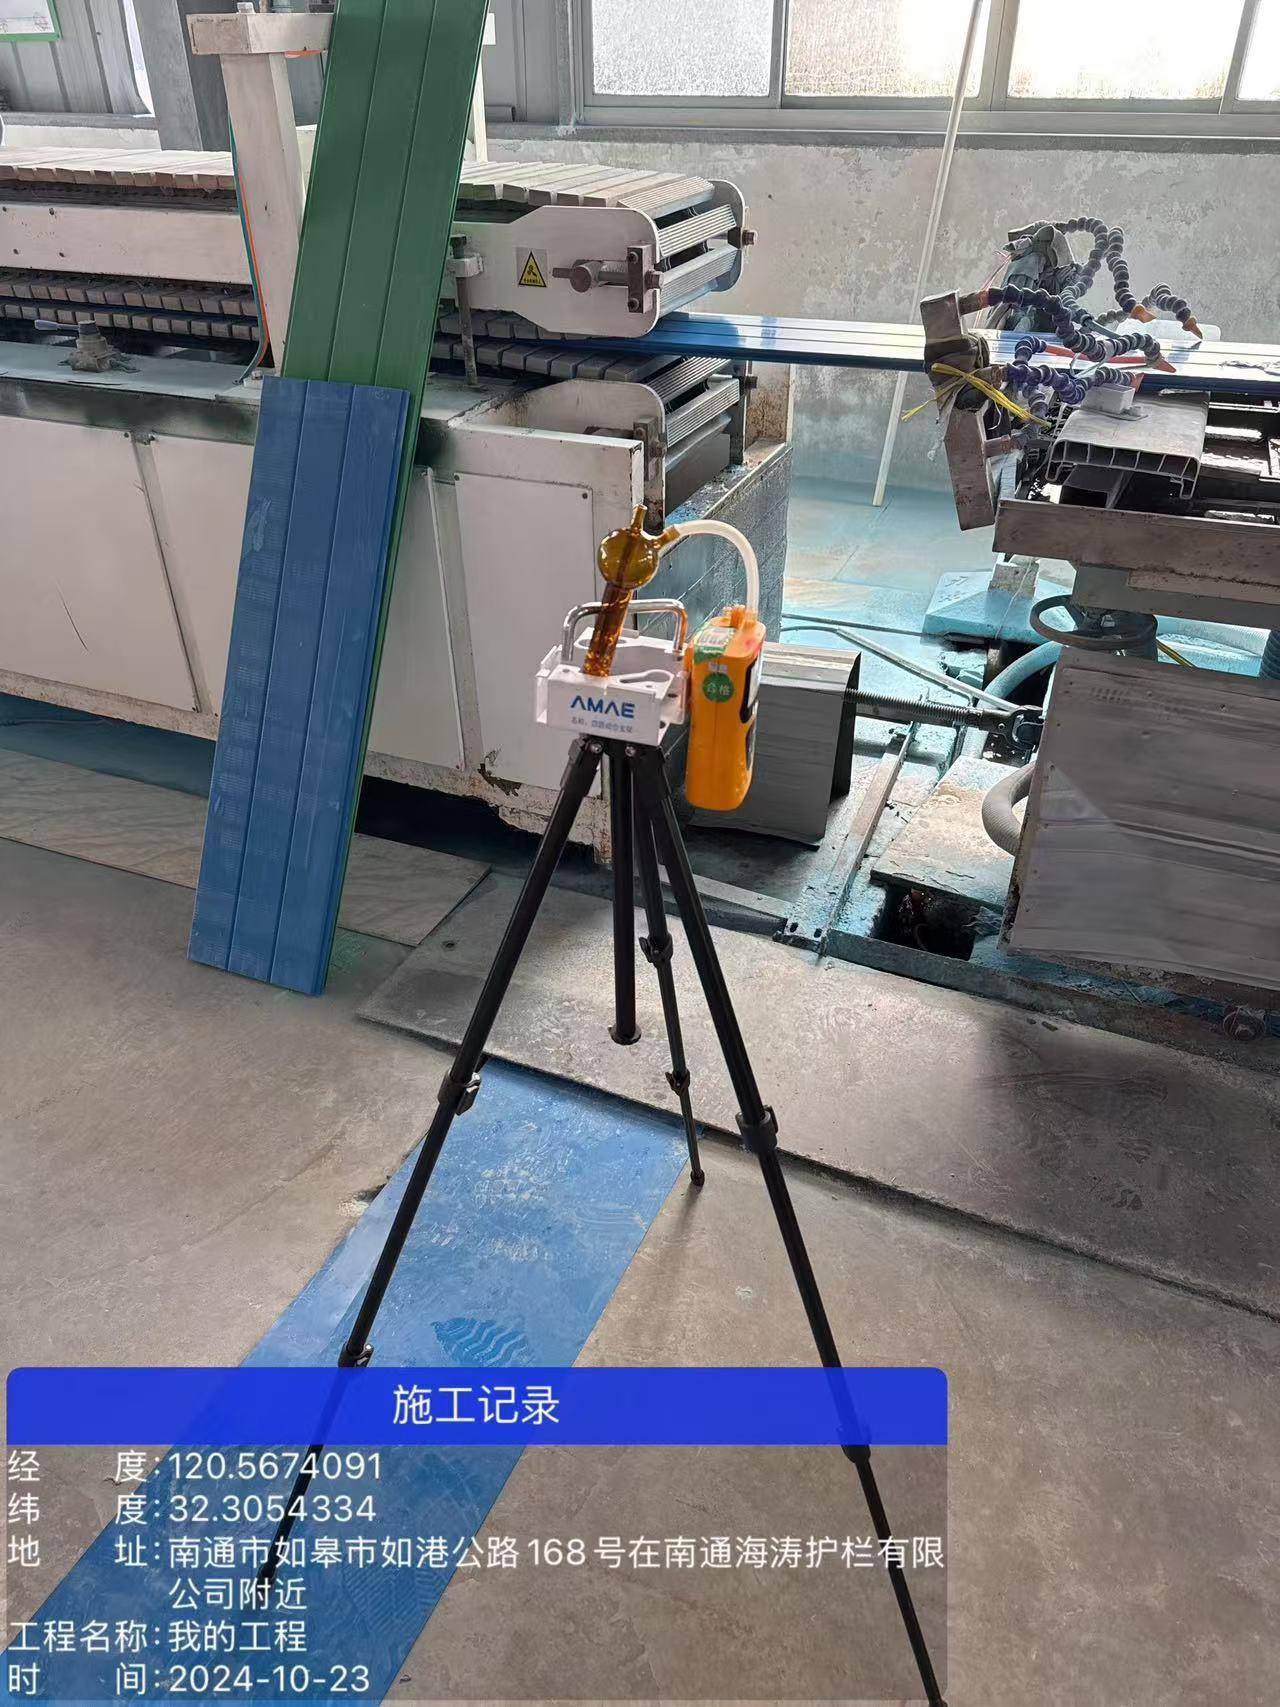 合格
AMAE
施工记录
经 度:120.5674091
纬 度:32.3054334
地 址:南通市如皋市如港公路168号在南通海涛护栏有限
公司附近
工程名称:我的工程
时 间:2024-10-23